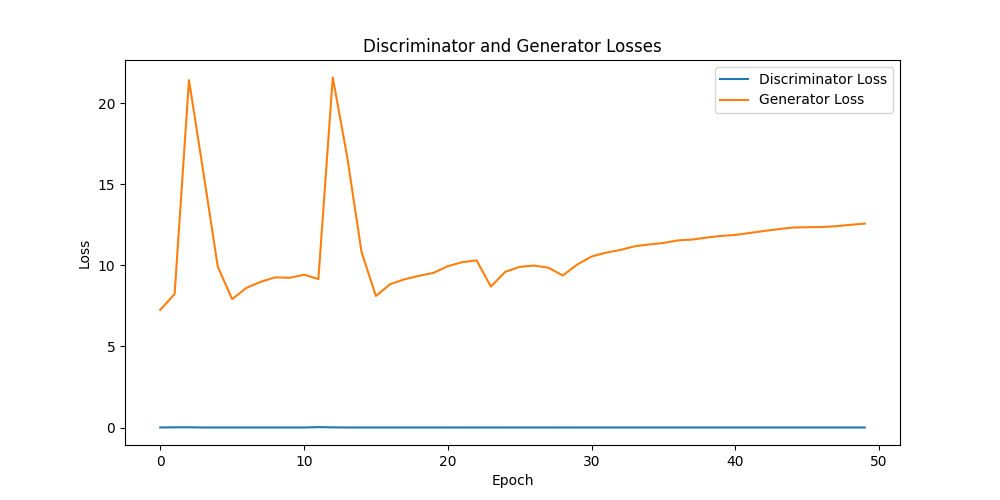 Discriminator and Generator Losses
Discriminator Loss
Generator Loss
20
15
10
5
0
Loss
0 10 20 30 40 50
Epoch